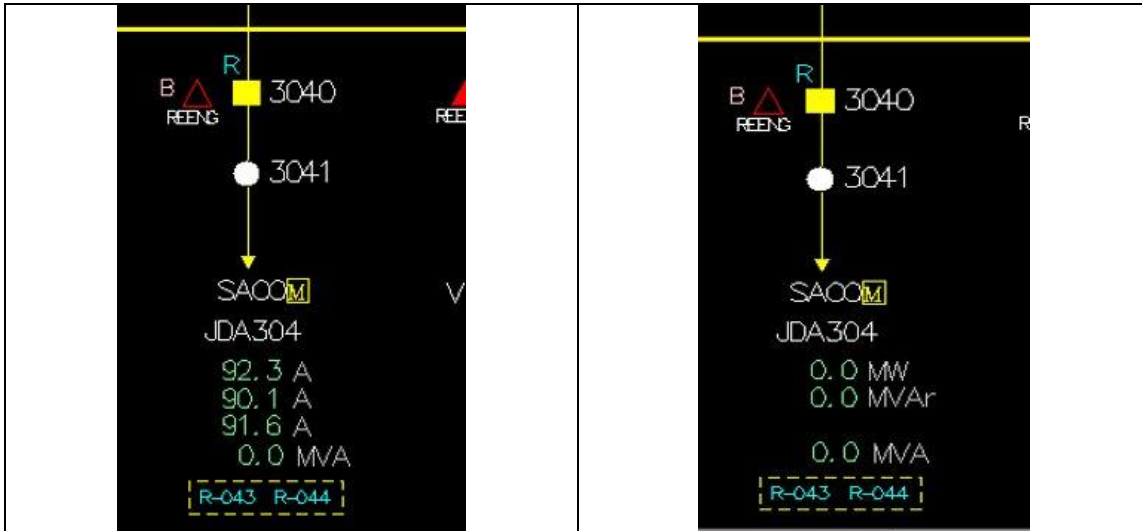 R
B
3040
REENG
REE
3041
SACO M
V
JDA304
92.3 A
90.1 A
91.6 A
0.0 MVA
R-043 R-044
R
B
3040
REENG
R
3041
SACO M
JDA304
0.0 MW
0.0 MVAr
0.0 MVA
R-043 R-044